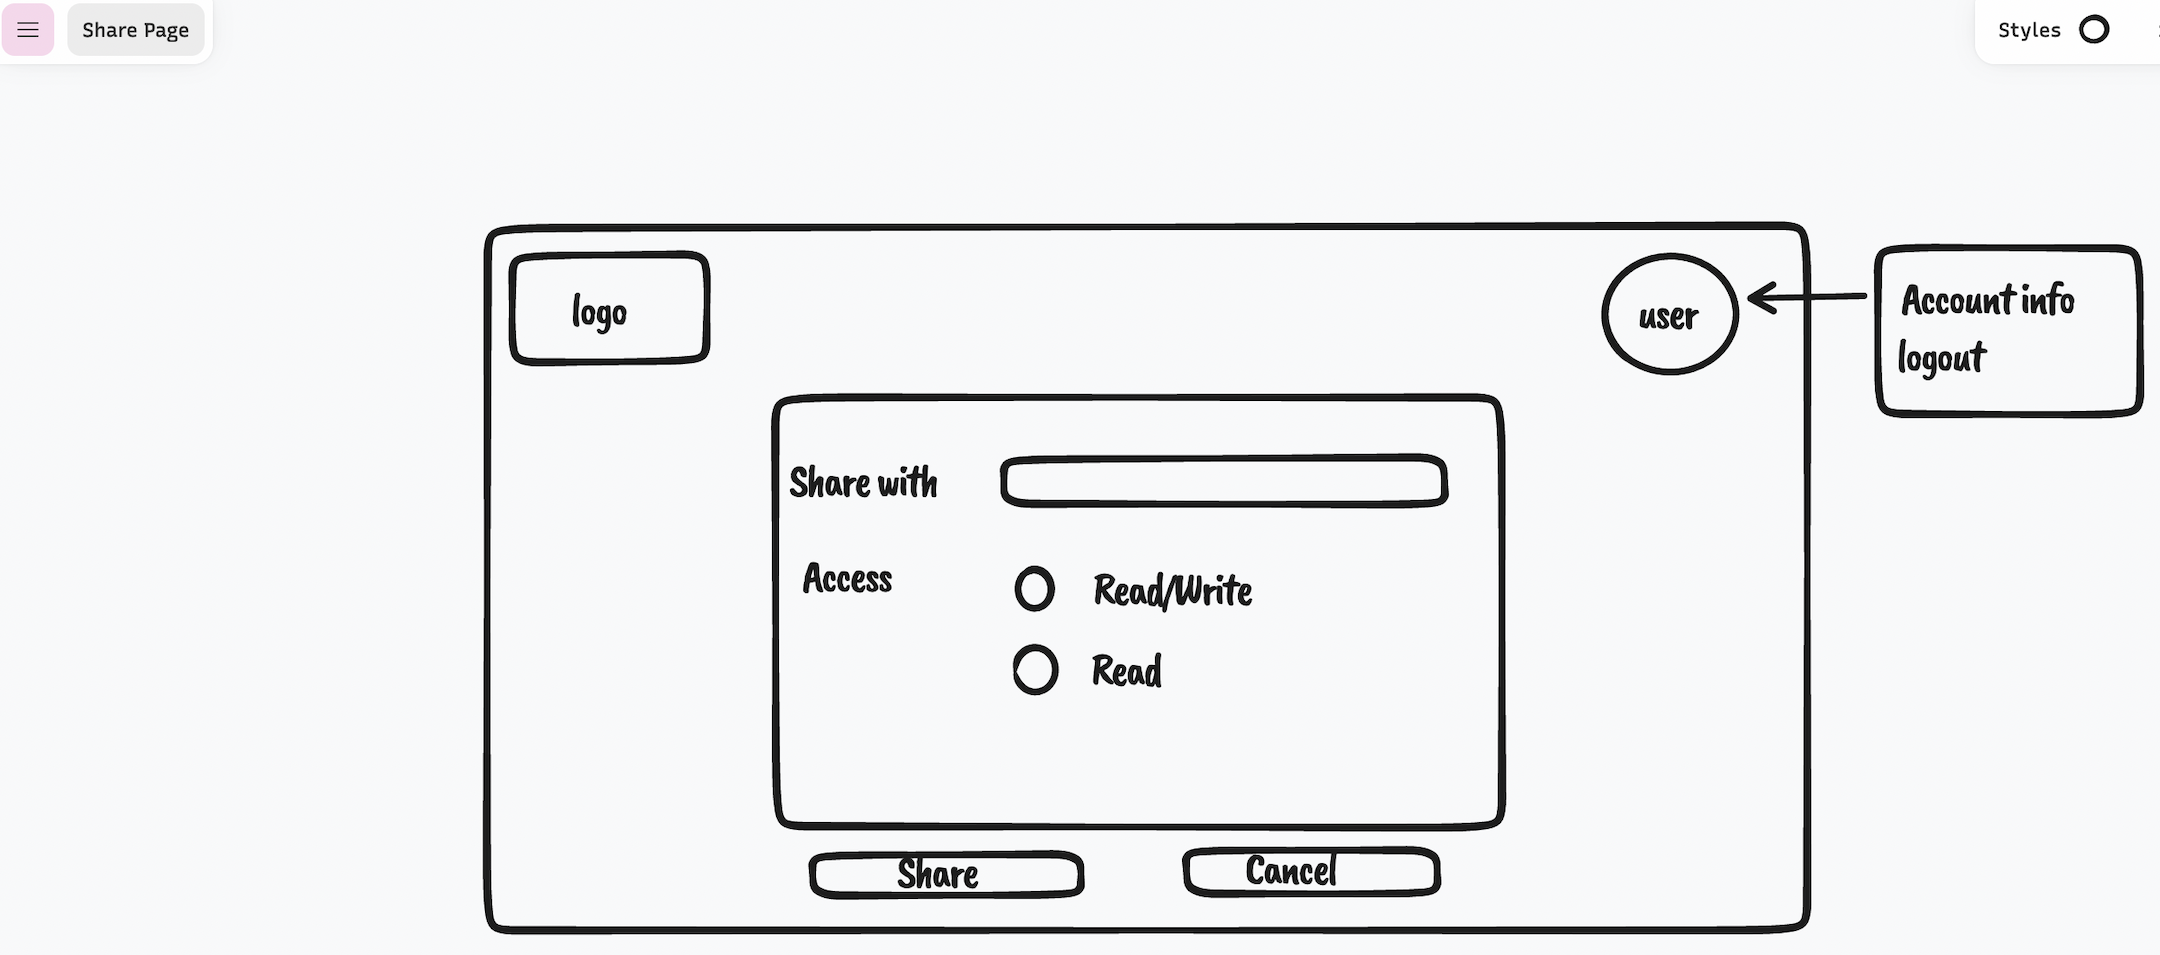 Share Page
Styles
logo
user
Account info
logout
Share with
Access
Read/Write
Read
Share
Cancel